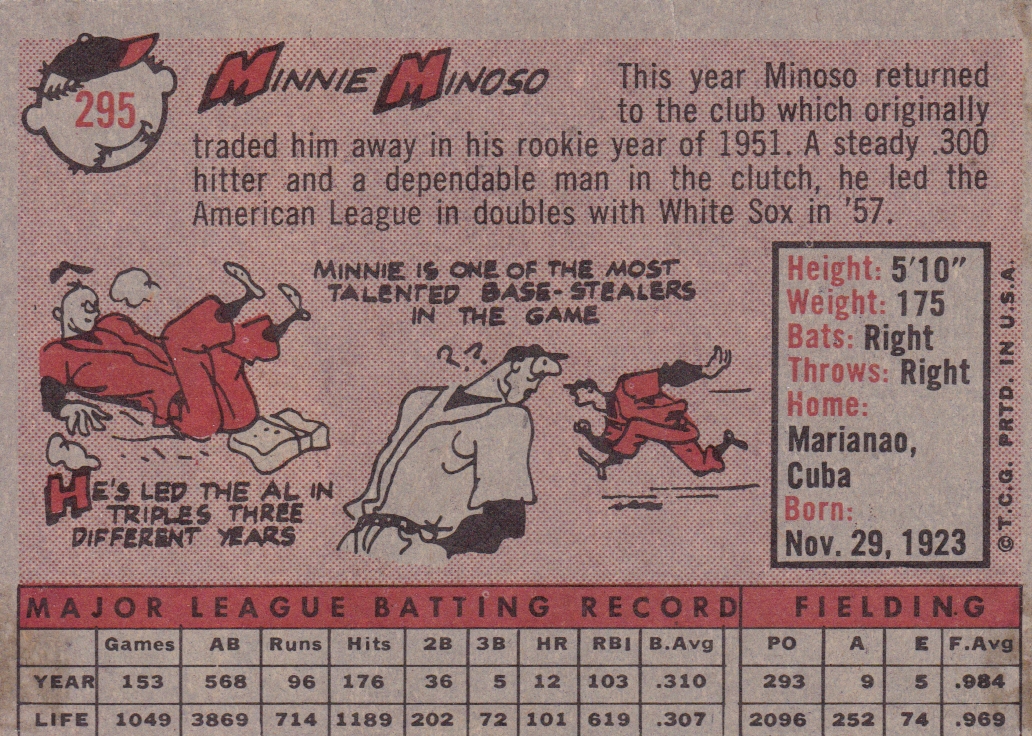 295
MINNIE MINOSO
This year Minoso returned
to the club which originally
traded him away in his rookie year of 1951. A steady .300
hitter and a dependable man in the clutch, he led the
American League in doubles with White Sox in '57.
MINNIE IS ONE OF THE MOST
TALENTED BASE-STEALERS
IN THE GAME
??
HE'S LED THE AL IN
TRIPLES THREE
DIFFERENT YEARS
Height: 5'10"
Weight: 175
Bats: Right
Throws: Right
Home:
Marianao,
Cuba
Born:
Nov. 29, 1923
©T.C.G. PRTD. IN U.S.A.
MAJOR LEAGUE BATTING RECORD FIELDING
Games AB Runs Hits 2B 3B HR RBI B.Avg PO A E F.Avg
YEAR 153 568 96 176 36 5 12 103 .310 293 9 5 .984
LIFE 1049 3869 714 1189 202 72 101 619 .307 2096 252 74 .969